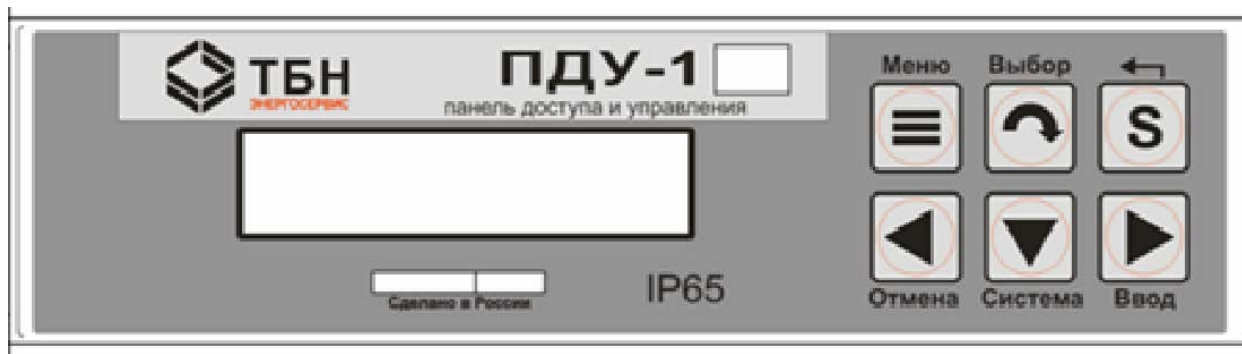 ТБН
ЭНЕРГОСЕРВИС
ПДУ-1
панель доступа и управления
Меню Выбор
S
Отмена Система Ввод
Сделано в России
IP65